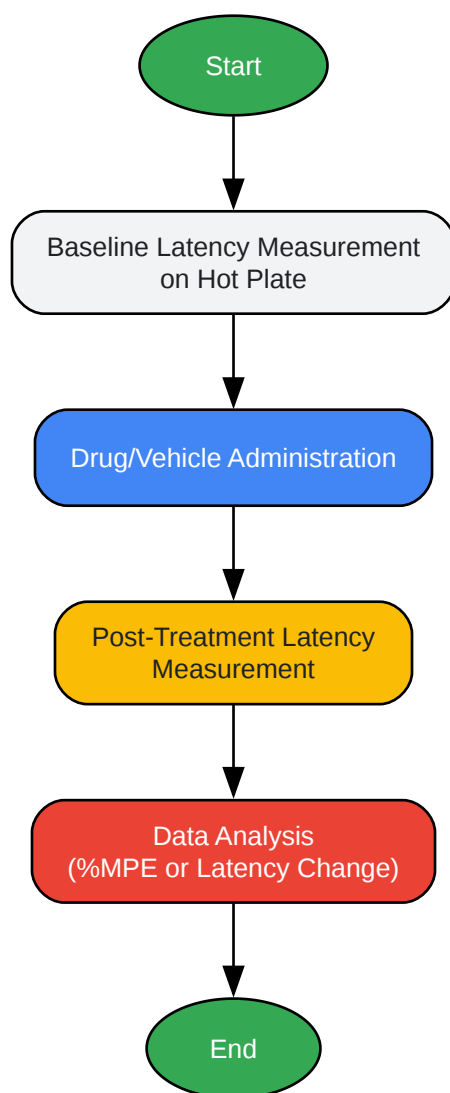 Start
Baseline Latency Measurement
on Hot Plate
Drug/Vehicle Administration
Post-Treatment Latency
Measurement
Data Analysis
(%MPE or Latency Change)
End